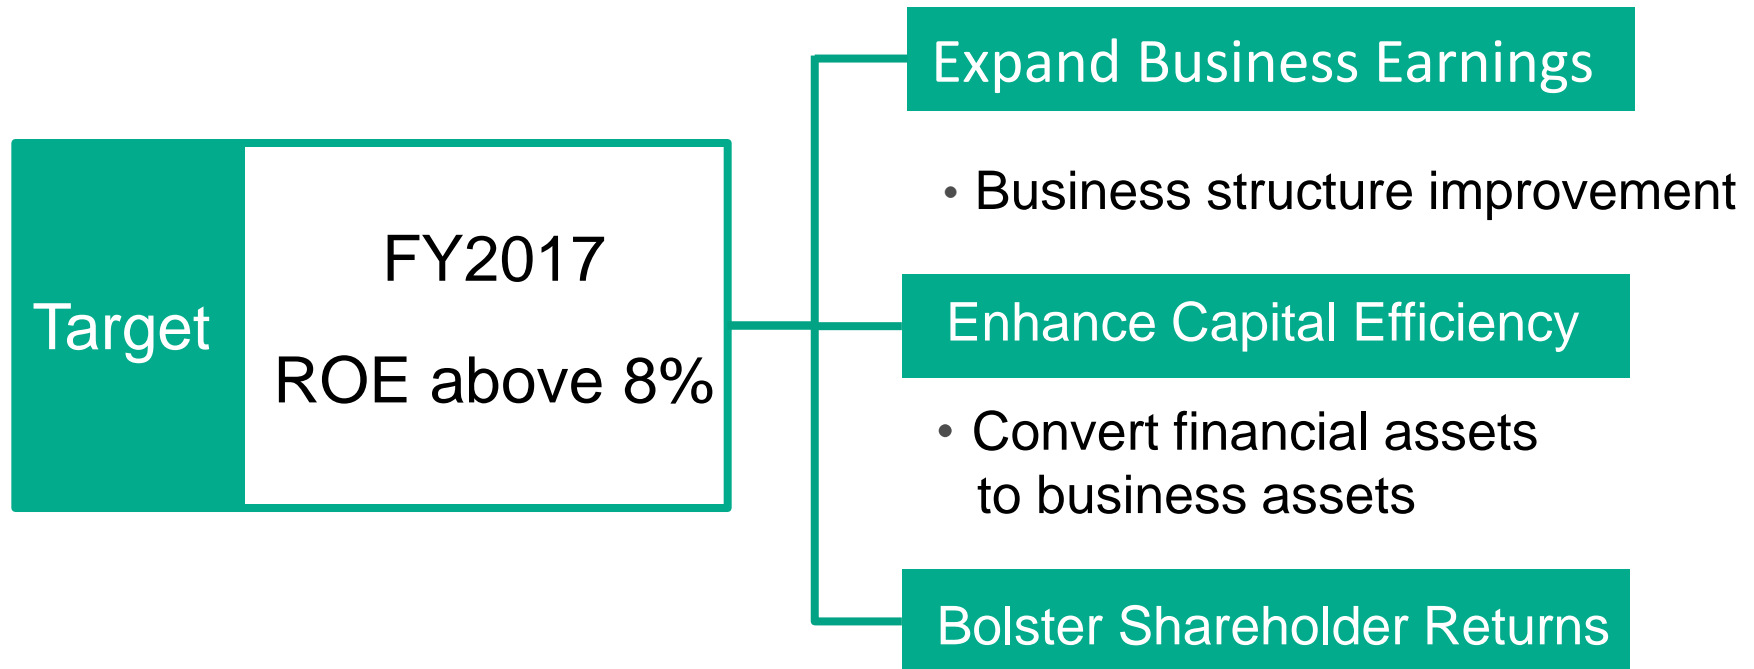 Target
FY2017
ROE above 8%
Expand Business Earnings
• Business structure improvement
Enhance Capital Efficiency
• Convert financial assets
to business assets
Bolster Shareholder Returns